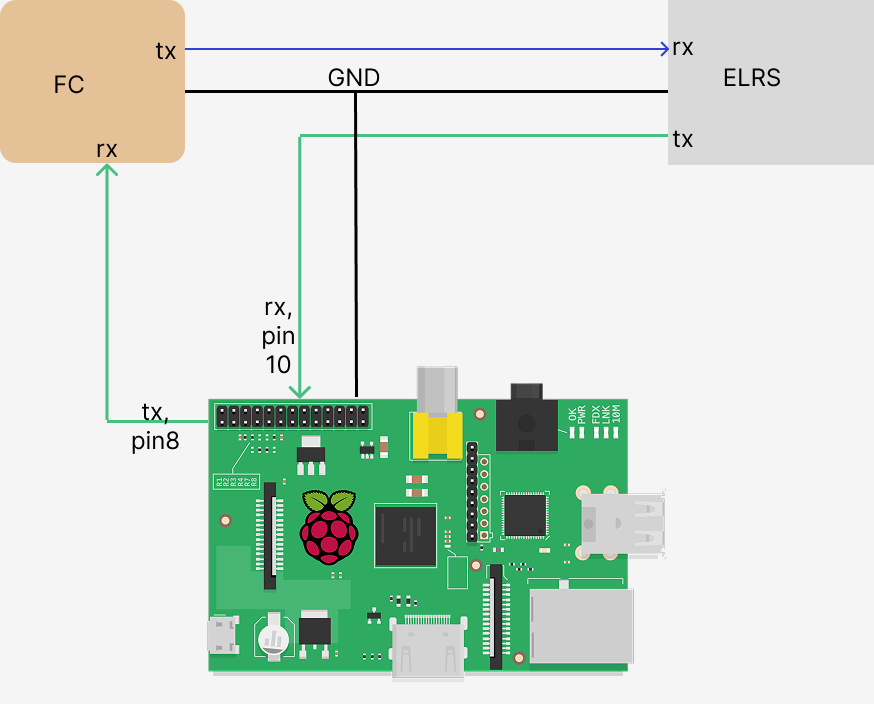 tx
rx
FC
GND
ELRS
rx
tx
rx,
pin
10
tx,
pin8
OK
PWR
FDX
LNK
10M
R1
R2
R3
R4
R7
R8